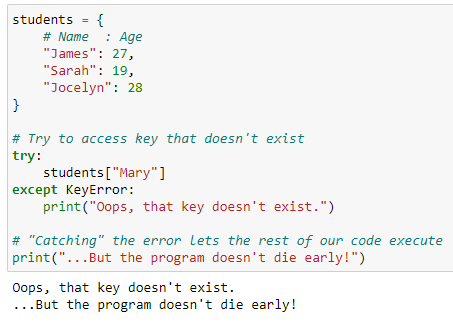 students = {
    # Name  : Age
    "James": 27,
    "Sarah": 19,
    "Jocelyn": 28
}

# Try to access key that doesn't exist
try:
    students["Mary"]
except KeyError:
    print("Oops, that key doesn't exist.")

# "Catching" the error lets the rest of our code execute
print("...But the program doesn't die early!")
Oops, that key doesn't exist.
...But the program doesn't die early!